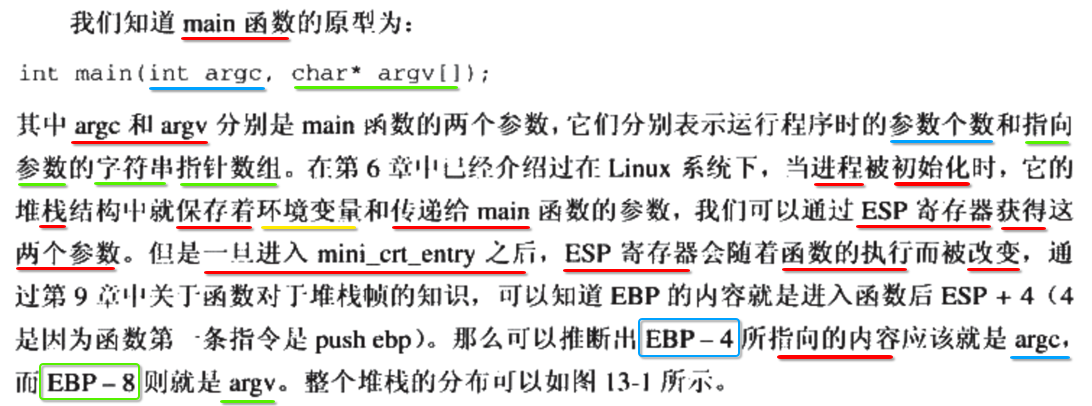 我们知道 main 函数的原型为：
int main(int argc, char* argv[]);
其中 argc 和 argv 分别是 main 函数的两个参数，它们分别表示运行程序时的参数个数和指向
参数的字符串指针数组。在第 6 章中已经介绍过在 Linux 系统下，当进程被初始化时，它的
堆栈结构中就保存着环境变量和传递给 main 函数的参数，我们可以通过 ESP 寄存器获得这
两个参数。但是一旦进入 mini_crt_entry 之后，ESP 寄存器会随着函数的执行而被改变，通
过第 9 章中关于函数对于堆栈帧的知识，可以知道 EBP 的内容就是进入函数后 ESP + 4（4
是因为函数第一条指令是 push ebp）。那么可以推断出 EBP – 4 所指向的内容应该就是 argc，
而 EBP – 8 则就是 argv。整个堆栈的分布可以如图 13-1 所示。